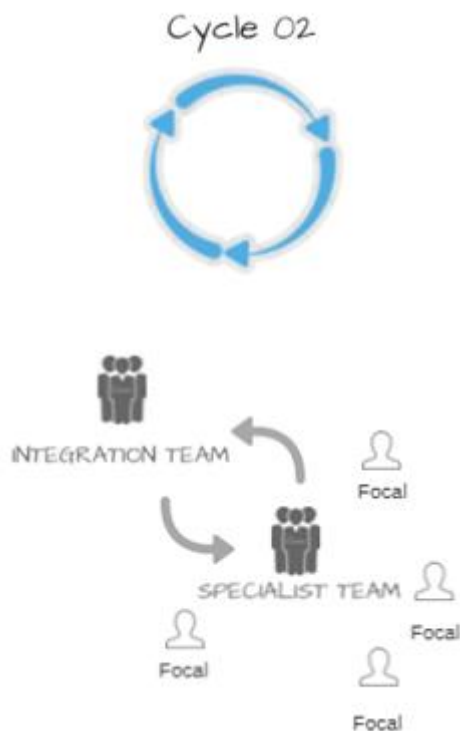 Cycle 02
INTEGRATION TEAM
Focal
SPECIALIST TEAM
Focal
Focal
Focal